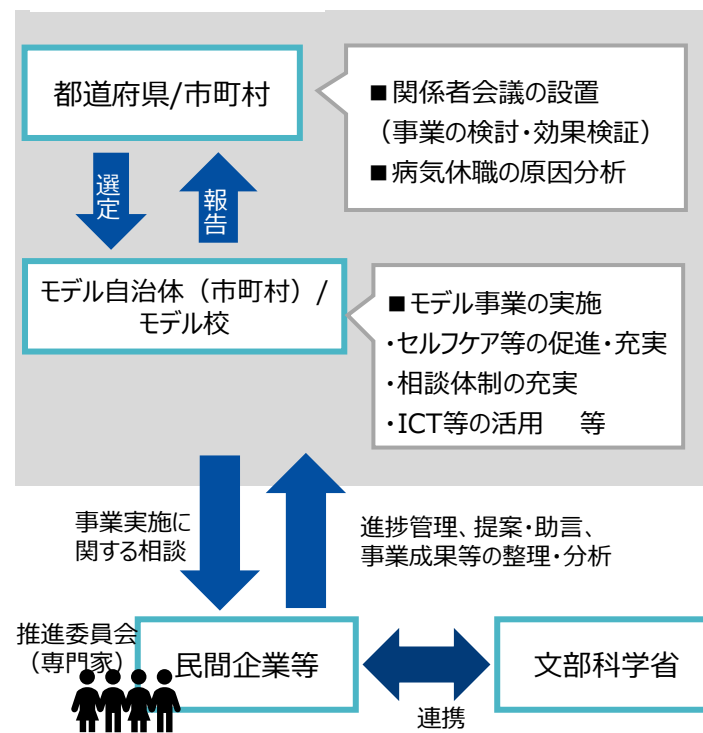 都道府県/市町村
■関係者会議の設置
（事業の検討・効果検証）
■病気休職の原因分析
選定
報告
モデル自治体（市町村）/
モデル校
■モデル事業の実施
・セルフケア等の促進・充実
・相談体制の充実
・ICT等の活用　等
事業実施に
関する相談
進捗管理、提案・助言、
事業成果等の整理・分析
推進委員会
（専門家）
民間企業等
連携
文部科学省